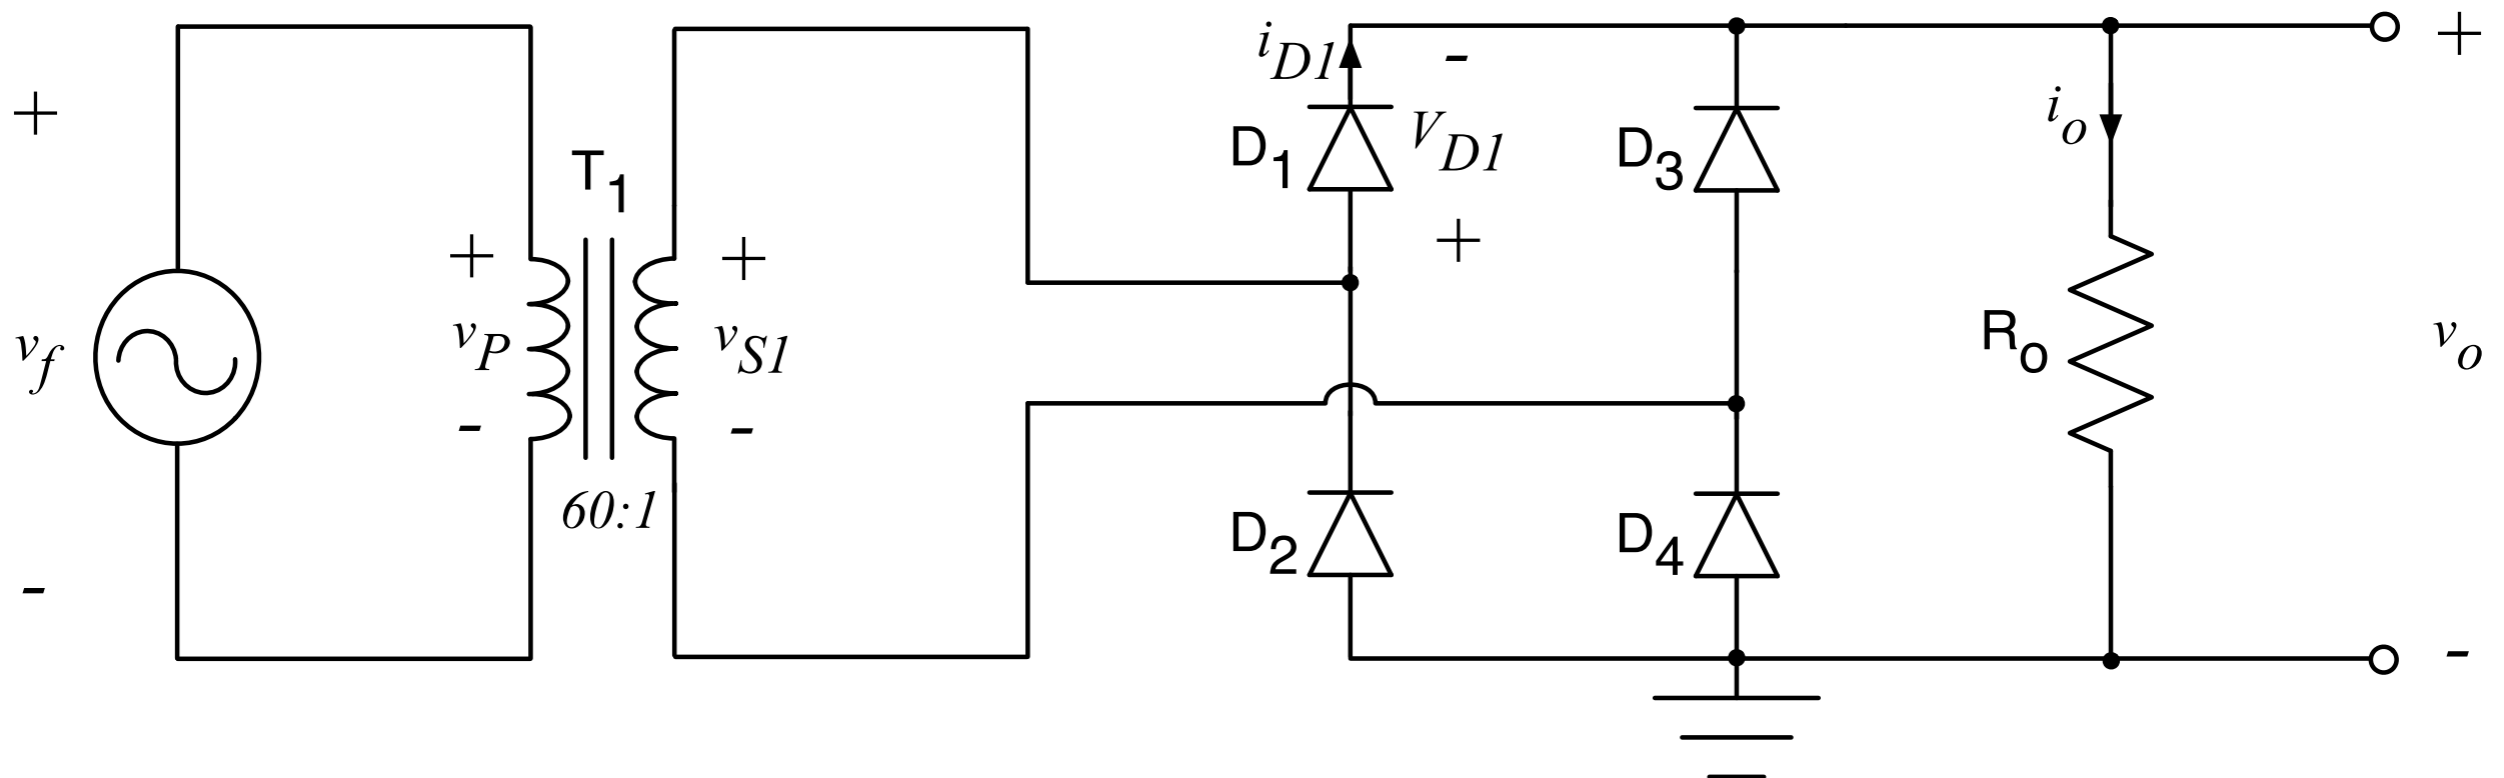 +
v_f
-
+
v_P
-
T_1
60:1
+
v_S1
-
i_D1
D_1
-
V_D1
+
D_2
D_3
D_4
i_o
R_o
+
v_o
-